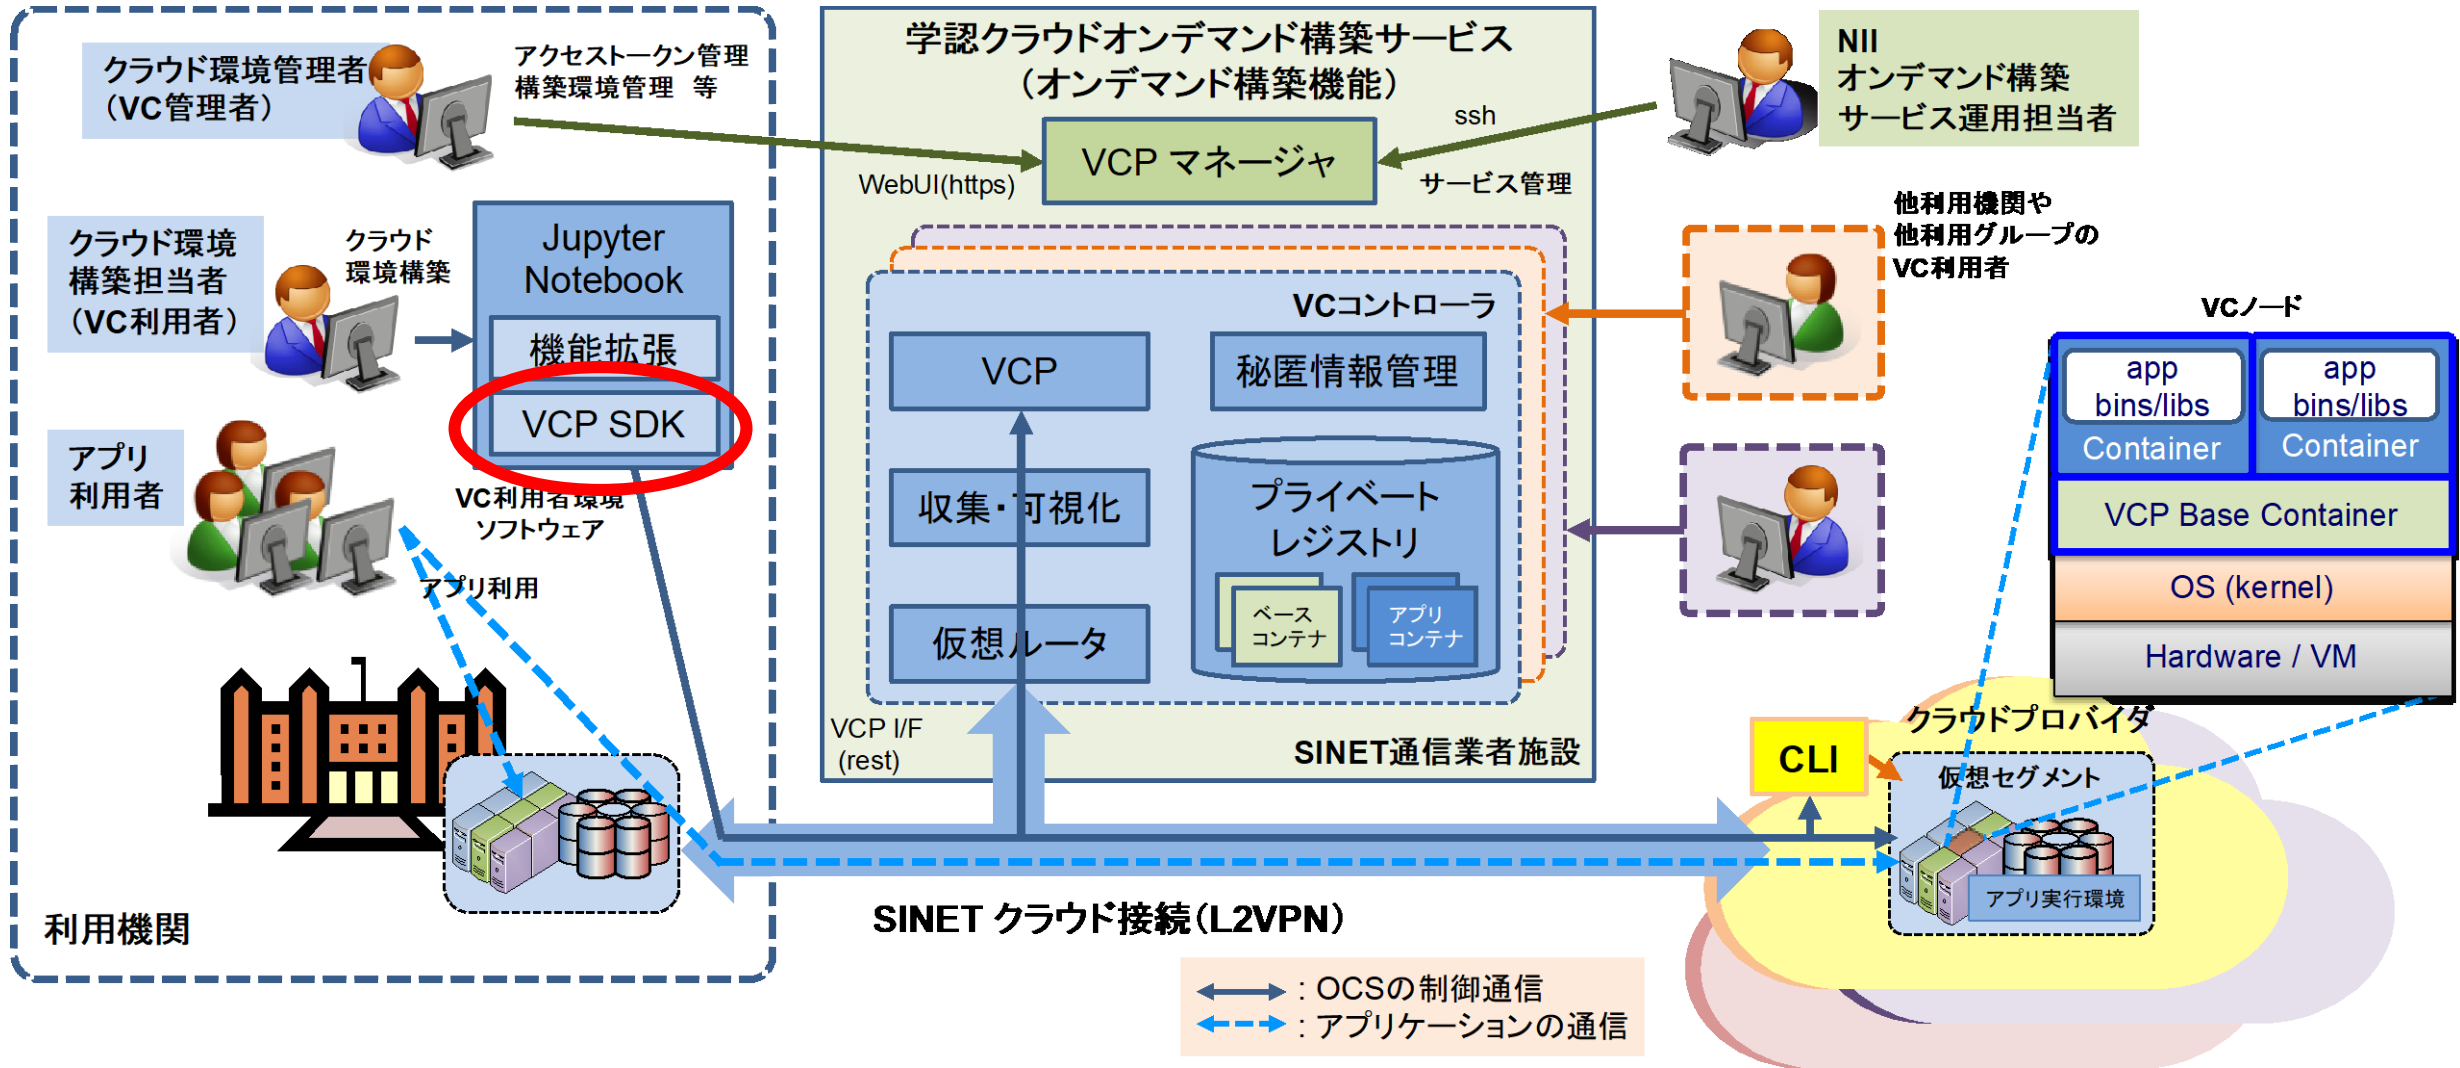 クラウド環境管理者
（VC管理者）
アクセストークン管理
構築環境管理　等
クラウド環境
構築担当者
（VC利用者）
クラウド
環境構築
Jupyter
Notebook
機能拡張
VCP SDK
VC利用者環境
ソフトウェア
アプリ
利用者
アプリ利用
利用機関
学認クラウドオンデマンド構築サービス
（オンデマンド構築機能）
VCP マネージャ
WebUI(https)
ssh
サービス管理
NII
オンデマンド構築
サービス運用担当者
VCコントローラ
VCP
秘匿情報管理
収集・可視化
仮想ルータ
プライベート
レジストリ
ベース
コンテナ
アプリ
コンテナ
VCP I/F
(rest)
SINET通信業者施設
他利用機関や
他利用グループの
VC利用者
VCノード
app
bins/libs
Container
app
bins/libs
Container
VCP Base Container
OS (kernel)
Hardware / VM
CLI
クラウドプロバイダ
仮想セグメント
アプリ実行環境
SINET クラウド接続（L2VPN）
: OCSの制御通信
: アプリケーションの通信